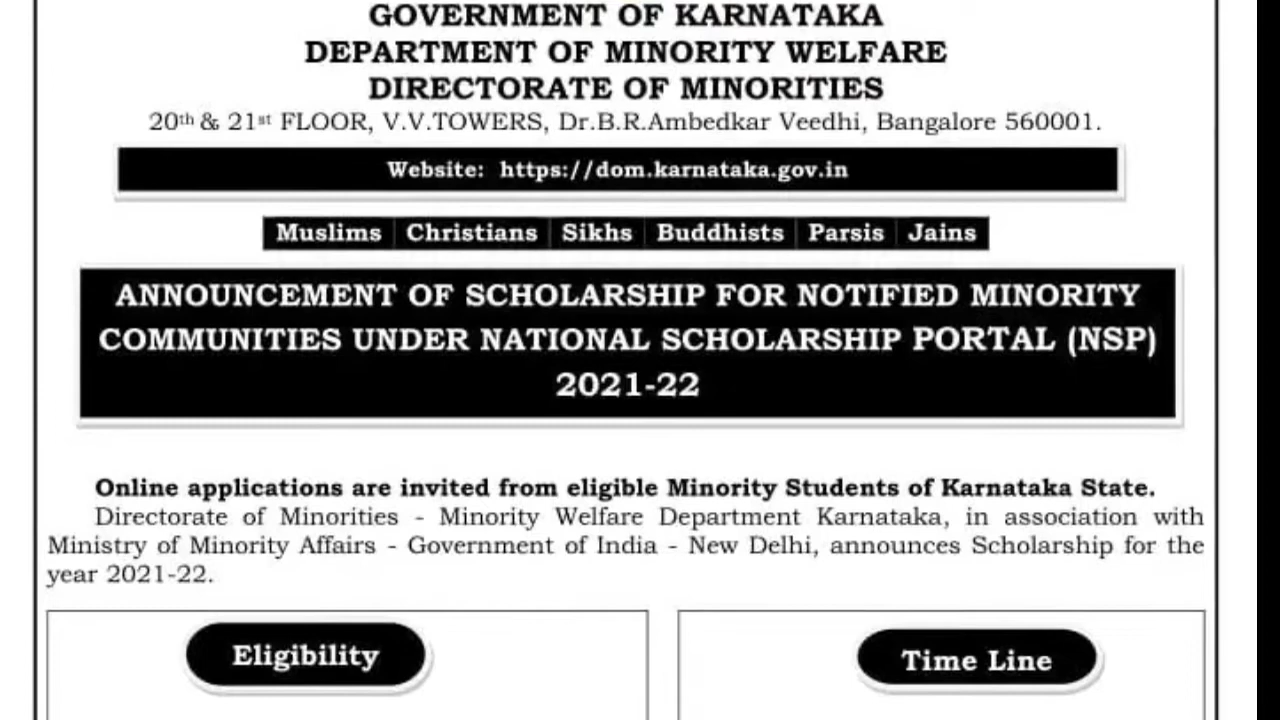 GOVERNMENT OF KARNATAKA
DEPARTMENT OF MINORITY WELFARE
DIRECTORATE OF MINORITIES
20th & 21st FLOOR, V.V.TOWERS, Dr.B.R.Ambedkar Veedhi, Bangalore 560001.
Website: https://dom.karnataka.gov.in
Muslims Christians Sikhs Buddhists Parsis Jains
ANNOUNCEMENT OF SCHOLARSHIP FOR NOTIFIED MINORITY
COMMUNITIES UNDER NATIONAL SCHOLARSHIP PORTAL (NSP)
2021-22
Online applications are invited from eligible Minority Students of Karnataka State.
Directorate of Minorities - Minority Welfare Department Karnataka, in association with
Ministry of Minority Affairs - Government of India - New Delhi, announces Scholarship for the
year 2021-22.
Eligibility
Time Line